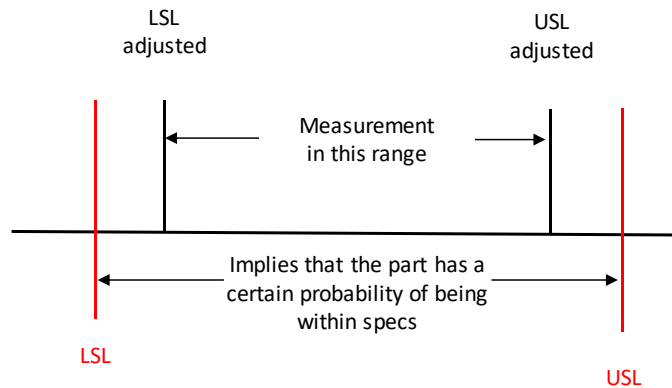 LSL
adjusted
USL
adjusted
Measurement
in this range
Implies that the part has a
certain probability of being
within specs
LSL
USL